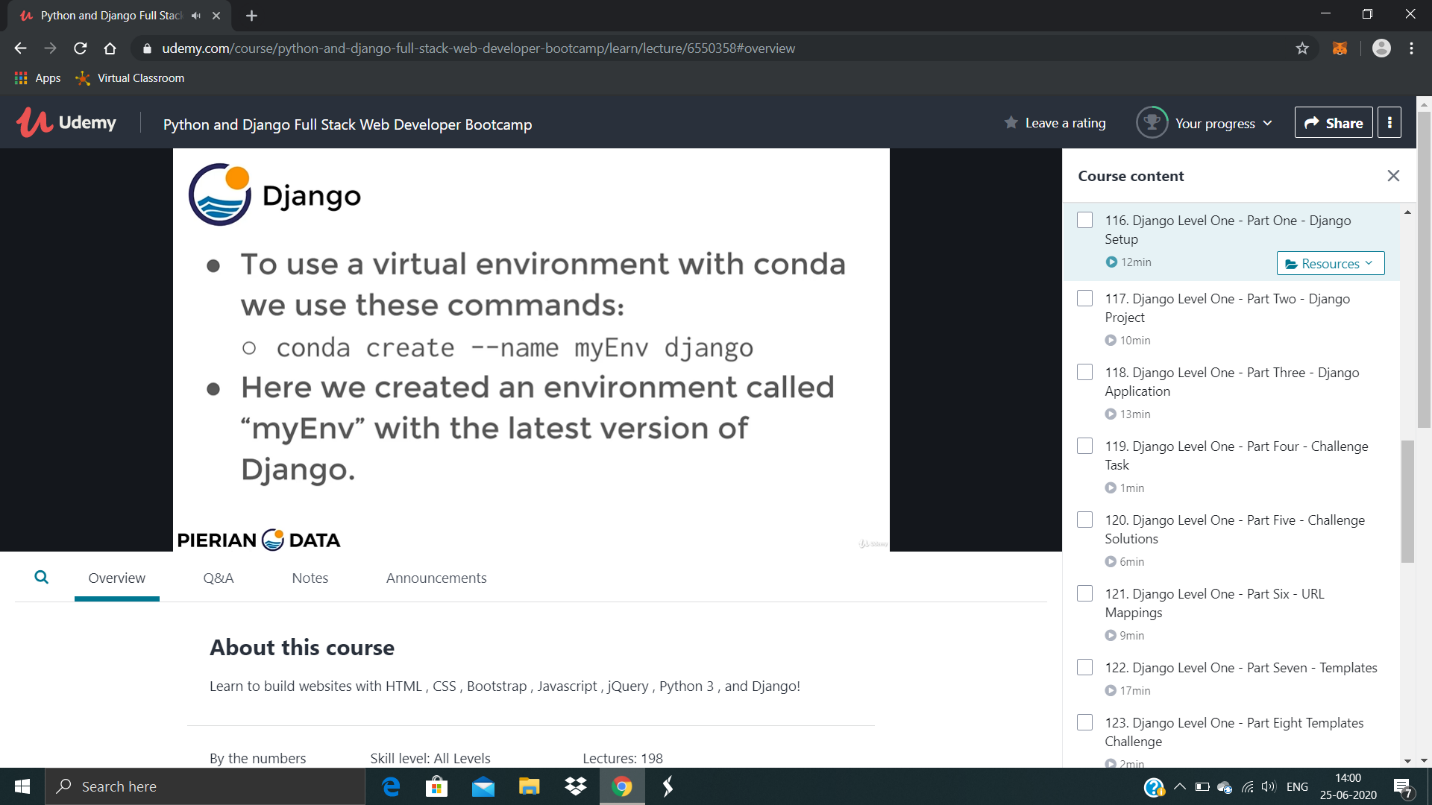 Python and Django Full Stac
udemy.com/course/python-and-django-full-stack-web-developer-bootcamp/learn/lecture/6550358#overview
Apps
Virtual Classroom
Udemy
Python and Django Full Stack Web Developer Bootcamp
Leave a rating
Your progress
Share
Django
● To use a virtual environment with conda
we use these commands:
○ conda create --name myEnv django
● Here we created an environment called
“myEnv” with the latest version of
Django.
PIERIAN DATA
Course content
116. Django Level One - Part One - Django
Setup
12min
Resources
117. Django Level One - Part Two - Django
Project
10min
118. Django Level One - Part Three - Django
Application
13min
119. Django Level One - Part Four - Challenge
Task
1min
120. Django Level One - Part Five - Challenge
Solutions
6min
121. Django Level One - Part Six - URL
Mappings
9min
122. Django Level One - Part Seven - Templates
17min
123. Django Level One - Part Eight Templates
Challenge
2min
Overview
Q&A
Notes
Announcements
About this course
Learn to build websites with HTML , CSS , Bootstrap , Javascript , jQuery , Python 3 , and Django!
By the numbers
Skill level: All Levels
Lectures: 198
Search here
ENG
14:00
25-06-2020
7